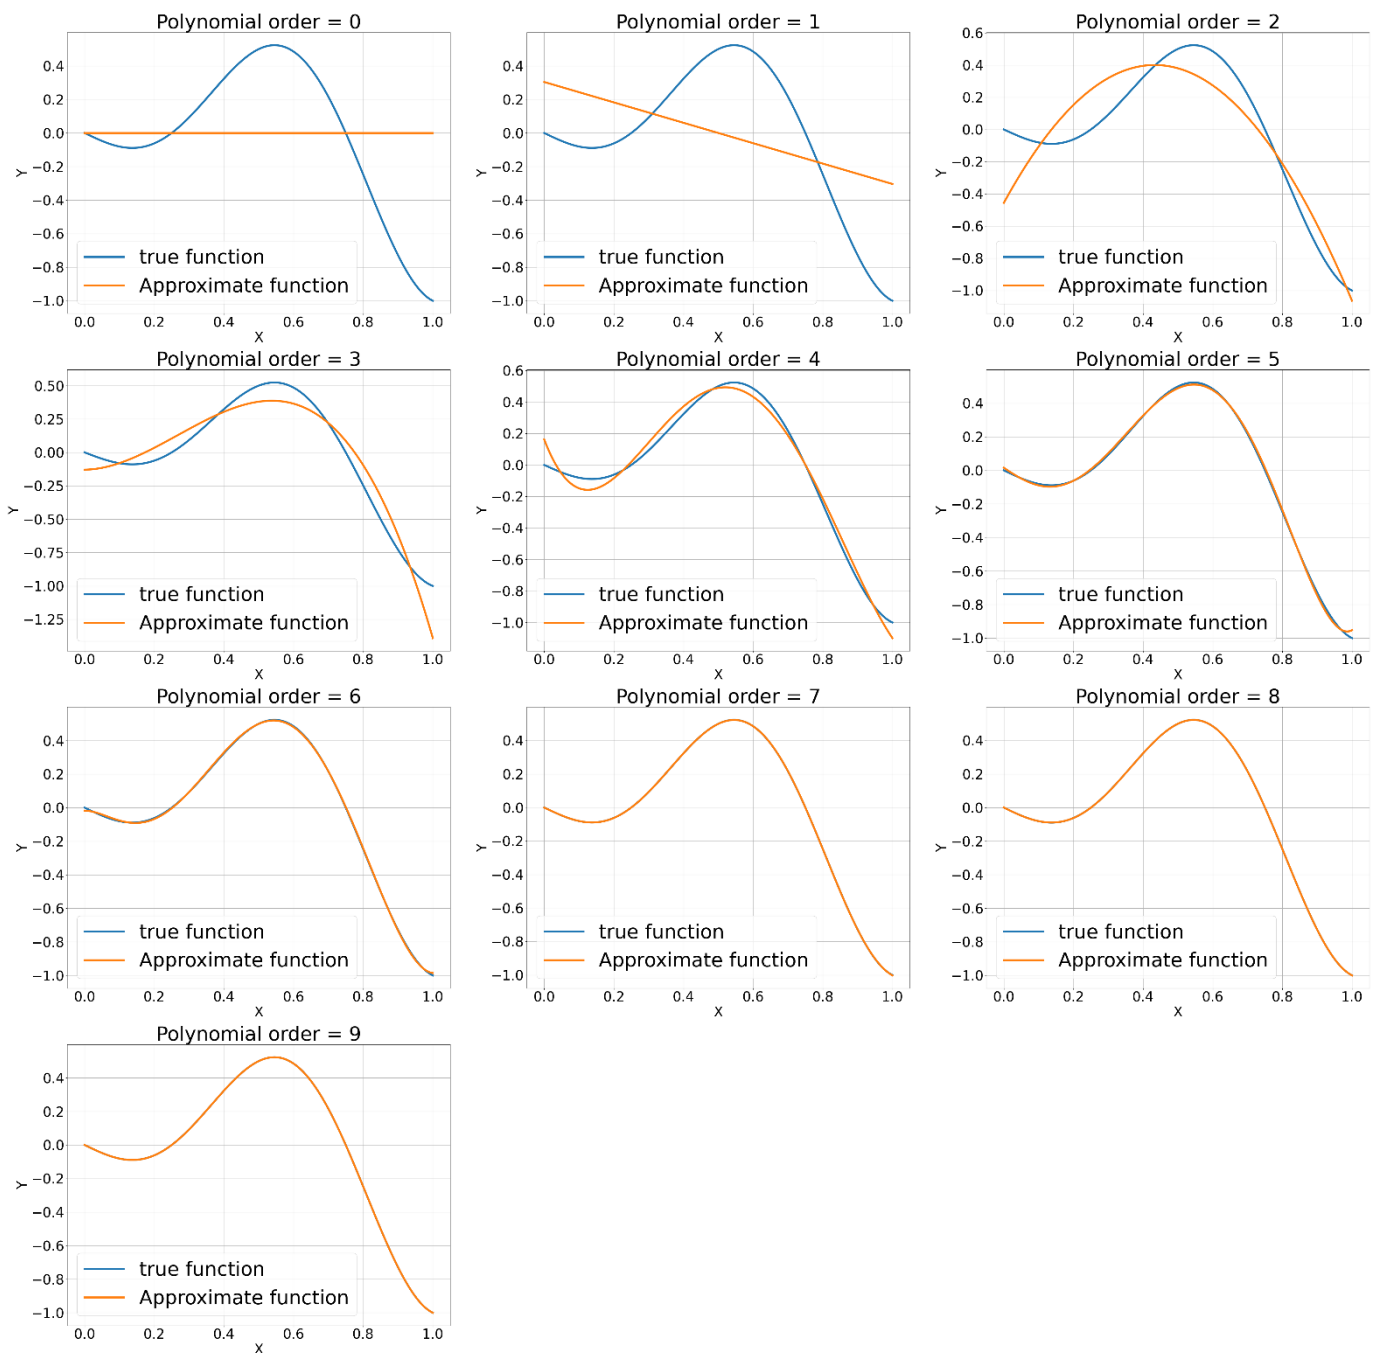 Polynomial order = 0
0.4
0.2
0.0
−0.2
−0.4
−0.6
−0.8
−1.0
Y
true function
Approximate function
0.0 0.2 0.4 0.6 0.8 1.0
X
Polynomial order = 1
0.4
0.2
0.0
−0.2
−0.4
−0.6
−0.8
−1.0
Y
true function
Approximate function
0.0 0.2 0.4 0.6 0.8 1.0
X
Polynomial order = 2
0.6
0.4
0.2
0.0
−0.2
−0.4
−0.6
−0.8
−1.0
Y
true function
Approximate function
0.0 0.2 0.4 0.6 0.8 1.0
X
Polynomial order = 3
0.50
0.25
0.00
−0.25
−0.50
−0.75
−1.00
−1.25
Y
true function
Approximate function
0.0 0.2 0.4 0.6 0.8 1.0
X
Polynomial order = 4
0.6
0.4
0.2
0.0
−0.2
−0.4
−0.6
−0.8
−1.0
Y
true function
Approximate function
0.0 0.2 0.4 0.6 0.8 1.0
X
Polynomial order = 5
0.4
0.2
0.0
−0.2
−0.4
−0.6
−0.8
−1.0
Y
true function
Approximate function
0.0 0.2 0.4 0.6 0.8 1.0
X
Polynomial order = 6
0.4
0.2
0.0
−0.2
−0.4
−0.6
−0.8
−1.0
Y
true function
Approximate function
0.0 0.2 0.4 0.6 0.8 1.0
X
Polynomial order = 7
0.4
0.2
0.0
−0.2
−0.4
−0.6
−0.8
−1.0
Y
true function
Approximate function
0.0 0.2 0.4 0.6 0.8 1.0
X
Polynomial order = 8
0.4
0.2
0.0
−0.2
−0.4
−0.6
−0.8
−1.0
Y
true function
Approximate function
0.0 0.2 0.4 0.6 0.8 1.0
X
Polynomial order = 9
0.4
0.2
0.0
−0.2
−0.4
−0.6
−0.8
−1.0
Y
true function
Approximate function
0.0 0.2 0.4 0.6 0.8 1.0
X